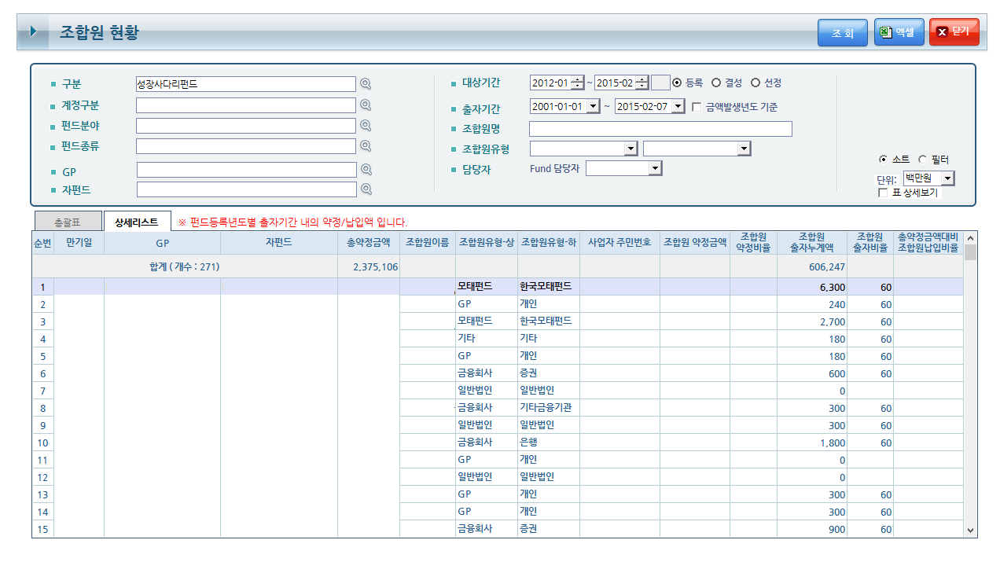 조합원 현황
조 회 엑셀 닫기
구분 성장사다리펀드 대상기간 2012-01 ~ 2015-02 등록 결성 선정
계정구분 출자기간 2001-01-01 ~ 2015-02-07 금액발생년도 기준
펀드분야 조합원명
펀드종류 조합원유형
GP 담당자 Fund 담당자 소트 필터
자펀드 단위: 백만원
표 상세보기
총괄표 상세리스트 ※ 펀드등록년도별 출자기간 내의 약정/납입액 입니다.
순번 만기일 GP 자펀드 총약정금액 조합원이름 조합원유형-상 조합원유형-하 사업자 주민번호 조합원 약정금액 조합원 약정비율 조합원 출자누계액 조합원 출자비율 총약정금액대비 조합원납입비율
합계 ( 개수 : 271) 2,375,106 606,247
1 모태펀드 한국모태펀드 6,300 60
2 GP 개인 240 60
3 모태펀드 한국모태펀드 2,700 60
4 기타 기타 180 60
5 GP 개인 180 60
6 금융회사 증권 600 60
7 일반법인 일반법인 0
8 금융회사 기타금융기관 300 60
9 일반법인 일반법인 300 60
10 금융회사 은행 1,800 60
11 GP 개인 0
12 일반법인 일반법인 0
13 GP 개인 300 60
14 GP 개인 300 60
15 금융회사 증권 900 60